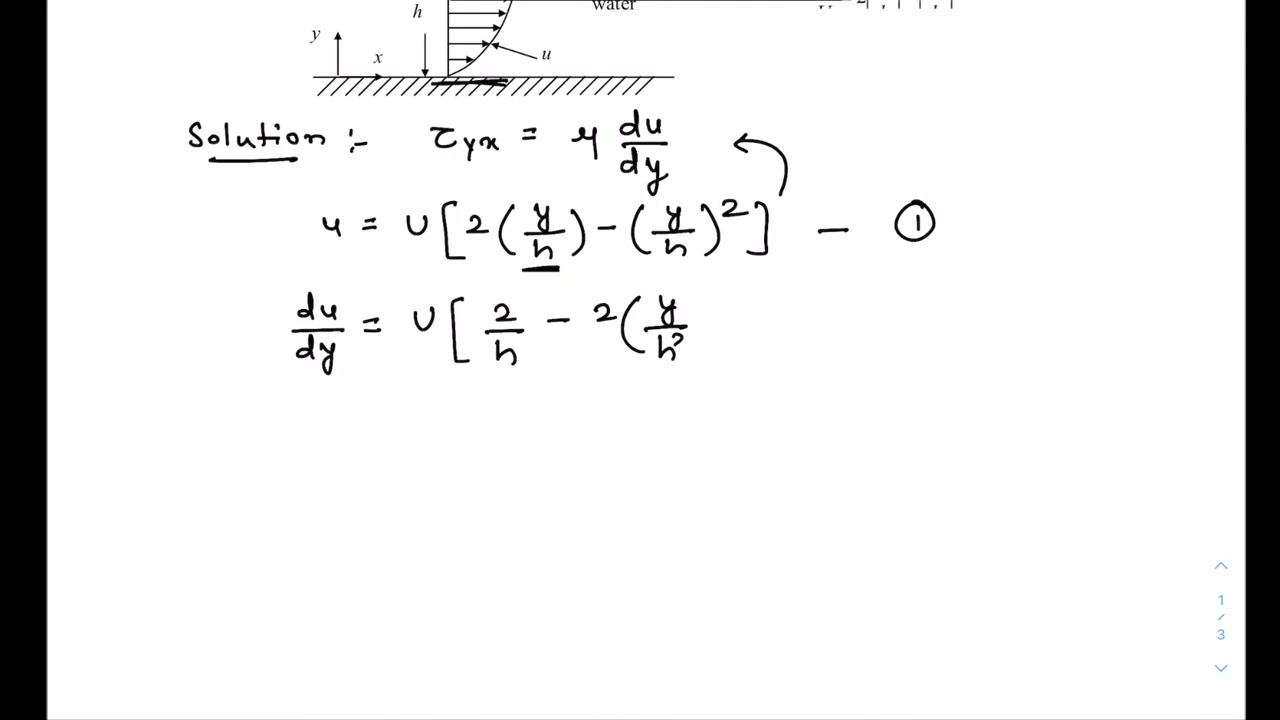 water
h
y
x
u
Solution :- τyx = μ du/dy
u = U [ 2 ( y/h ) - ( y/h )² ] — ①
du/dy = U [ 2/h - 2 ( y/h²
1
/
3